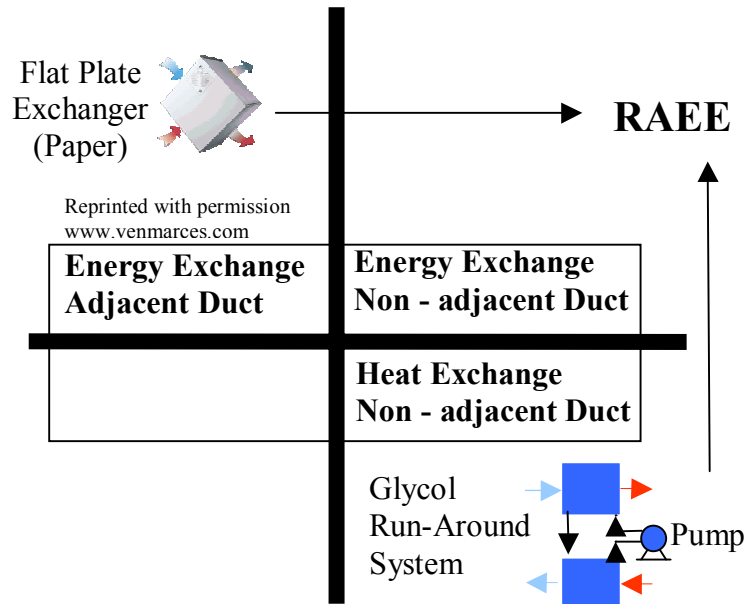 Flat Plate
Exchanger
(Paper)
RAEE
Reprinted with permission
www.venmarces.com
Energy Exchange
Adjacent Duct
Energy Exchange
Non - adjacent Duct
Heat Exchange
Non - adjacent Duct
Glycol
Run-Around
System
Pump